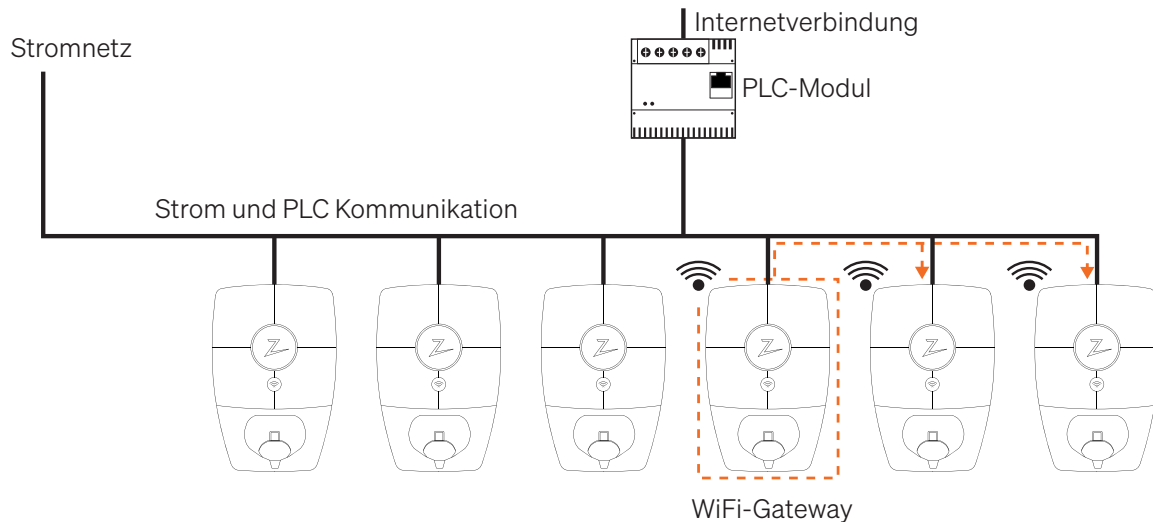 Internetverbindung
Stromnetz
PLC-Modul
Strom und PLC Kommunikation
WiFi-Gateway